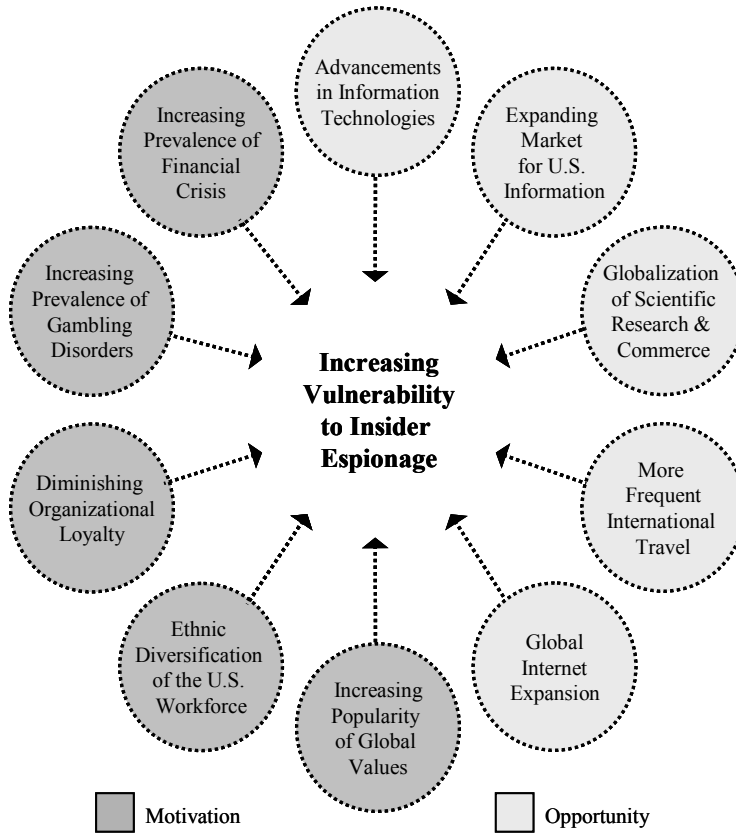 Advancements
in Information
Technologies
Expanding
Market
for U.S.
Information
Globalization
of Scientific
Research &
Commerce
More
Frequent
International
Travel
Global
Internet
Expansion
Increasing
Popularity
of Global
Values
Ethnic
Diversification
of the U.S.
Workforce
Diminishing
Organizational
Loyalty
Increasing
Prevalence of
Gambling
Disorders
Increasing
Prevalence of
Financial
Crisis
Increasing
Vulnerability
to Insider
Espionage
Motivation
Opportunity